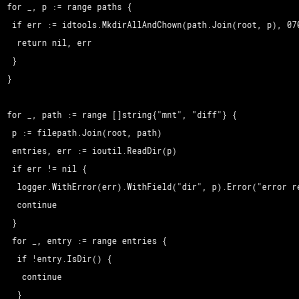 for _, p := range paths {
if err := idtools.MkdirAllAndChown(path.Join(root, p), 07
return nil, err
}
}
for _, path := range []string{"mnt", "diff"} {
p := filepath.Join(root, path)
entries, err := ioutil.ReadDir(p)
if err != nil {
logger.WithError(err).WithField("dir", p).Error("error re
continue
}
for _, entry := range entries {
if !entry.IsDir() {
continue
}